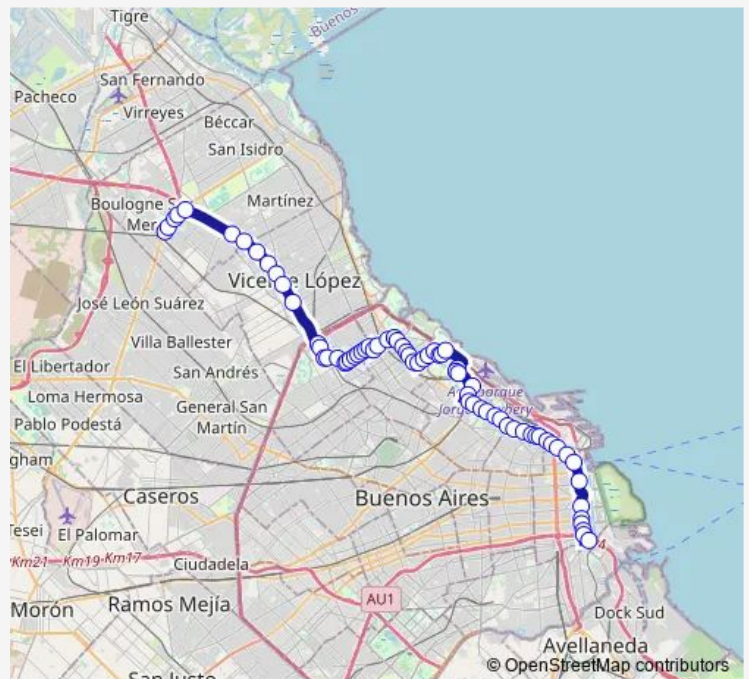 Tigre
Buenos
San Fernando
Pacheco
Virreyes
Béccar
San Isidro
Boulogne S
Mer
Martínez
Vicente López
José León Suárez
Villa Ballester
El Libertador
San Andrés
Loma Hermosa
General San
Martín
Pablo Podestá
Jorge
gham
Caseros
Buenos Aires
Tesei
El Palomar
Km21
Km19
Km17
Ciudadela
4
AU1
Morón
Ramos Mejía
Dock Sud
Avellaneda
San Justo
© OpenStreetMap contributors